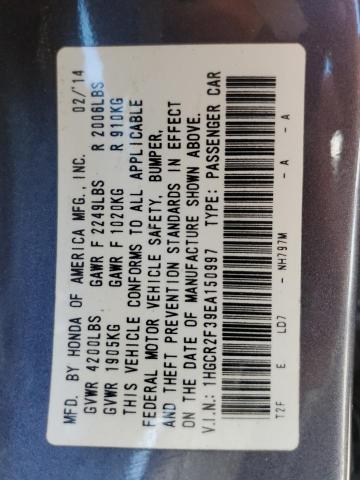 MFD. BY HONDA OF AMERICA MFG., INC. 02/'14
GVWR 4200LBS GAWR F 2249LBS R 2006LBS
GVWR 1905KG GAWR F 1020KG R 910KG
THIS VEHICLE CONFORMS TO ALL APPLICABLE
FEDERAL MOTOR VEHICLE SAFETY, BUMPER,
AND THEFT PREVENTION STANDARDS IN EFFECT
ON THE DATE OF MANUFACTURE SHOWN ABOVE.
V.I.N.: 1HGCR2F39EA150997 TYPE: PASSENGER CAR
T2F E LD7 - NH797M - A - A